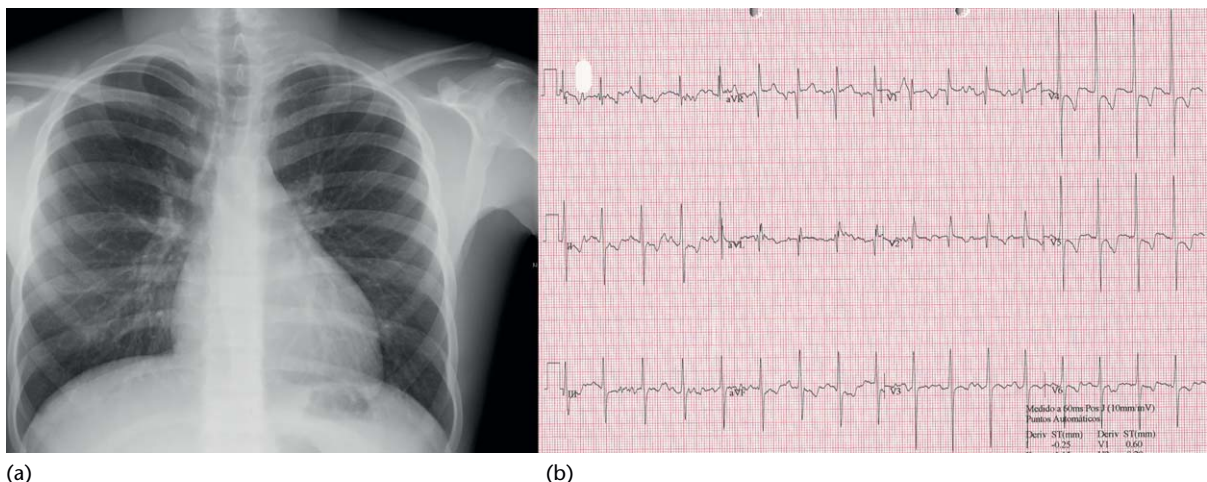 aVR
V1
V4
II
aVL
V2
V5
III
aVF
V3
V6
Medido a 60ms Pos J (10mm/mV)
Puntos Automáticos
Deriv ST(mm) Deriv ST(mm)
-0.25 V1 0.60
(a) (b)